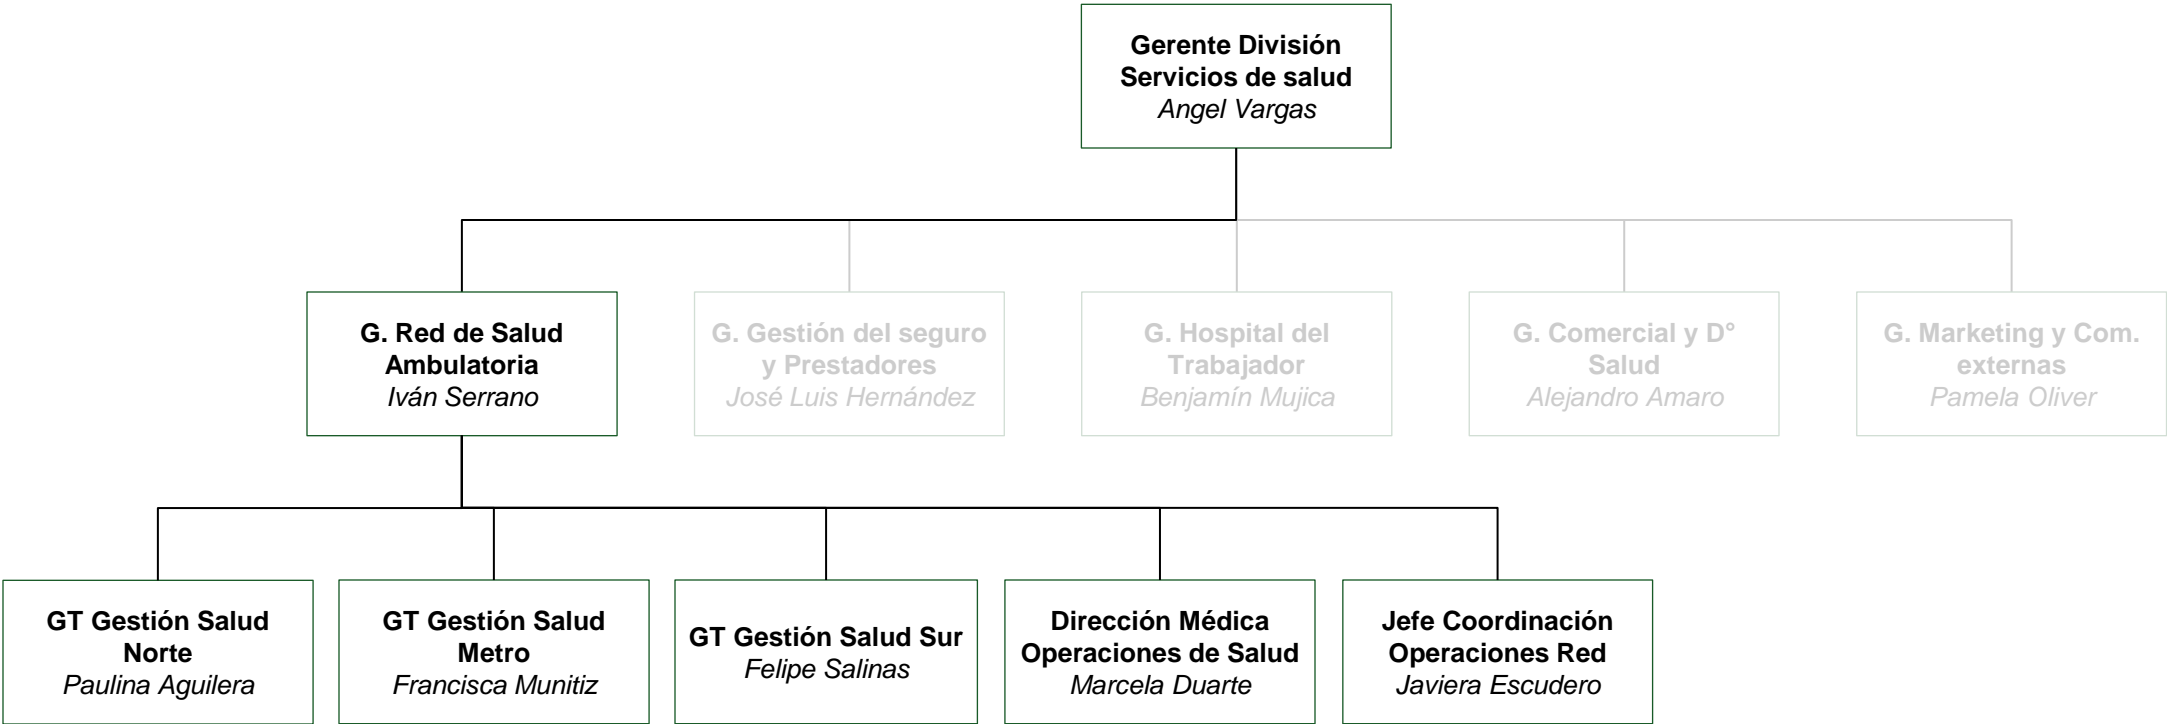 Gerente División
Servicios de salud
Angel Vargas
G. Red de Salud
Ambulatoria
Iván Serrano
G. Gestión del seguro
y Prestadores
José Luis Hernández
G. Hospital del
Trabajador
Benjamín Mujica
G. Comercial y D°
Salud
Alejandro Amaro
G. Marketing y Com.
externas
Pamela Oliver
GT Gestión Salud
Norte
Paulina Aguilera
GT Gestión Salud
Metro
Francisca Munitiz
GT Gestión Salud Sur
Felipe Salinas
Dirección Médica
Operaciones de Salud
Marcela Duarte
Jefe Coordinación
Operaciones Red
Javiera Escudero